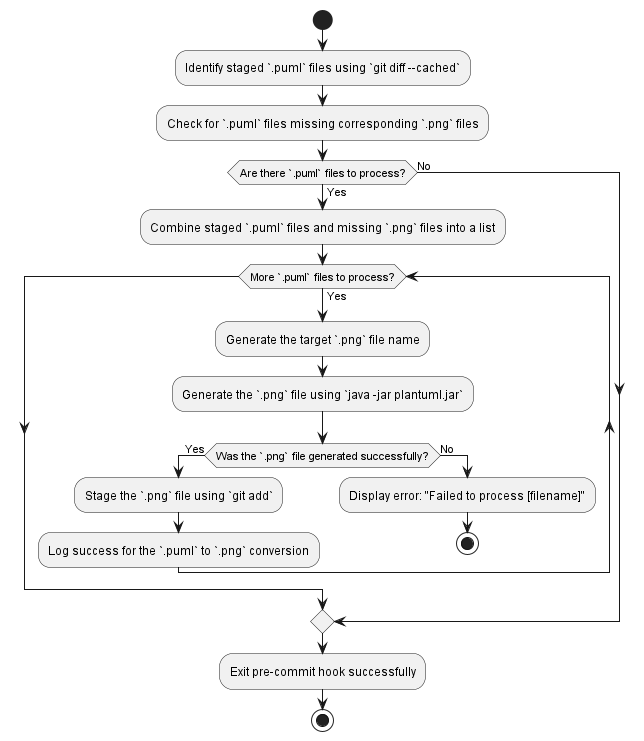 Identify staged `.puml` files using `git diff --cached`
Check for `.puml` files missing corresponding `.png` files
Are there `.puml` files to process?
No
Yes
Combine staged `.puml` files and missing `.png` files into a list
More `.puml` files to process?
Yes
Generate the target `.png` file name
Generate the `.png` file using `java -jar plantuml.jar`
Yes
Was the `.png` file generated successfully?
No
Stage the `.png` file using `git add`
Display error: "Failed to process [filename]"
Log success for the `.puml` to `.png` conversion
Exit pre-commit hook successfully